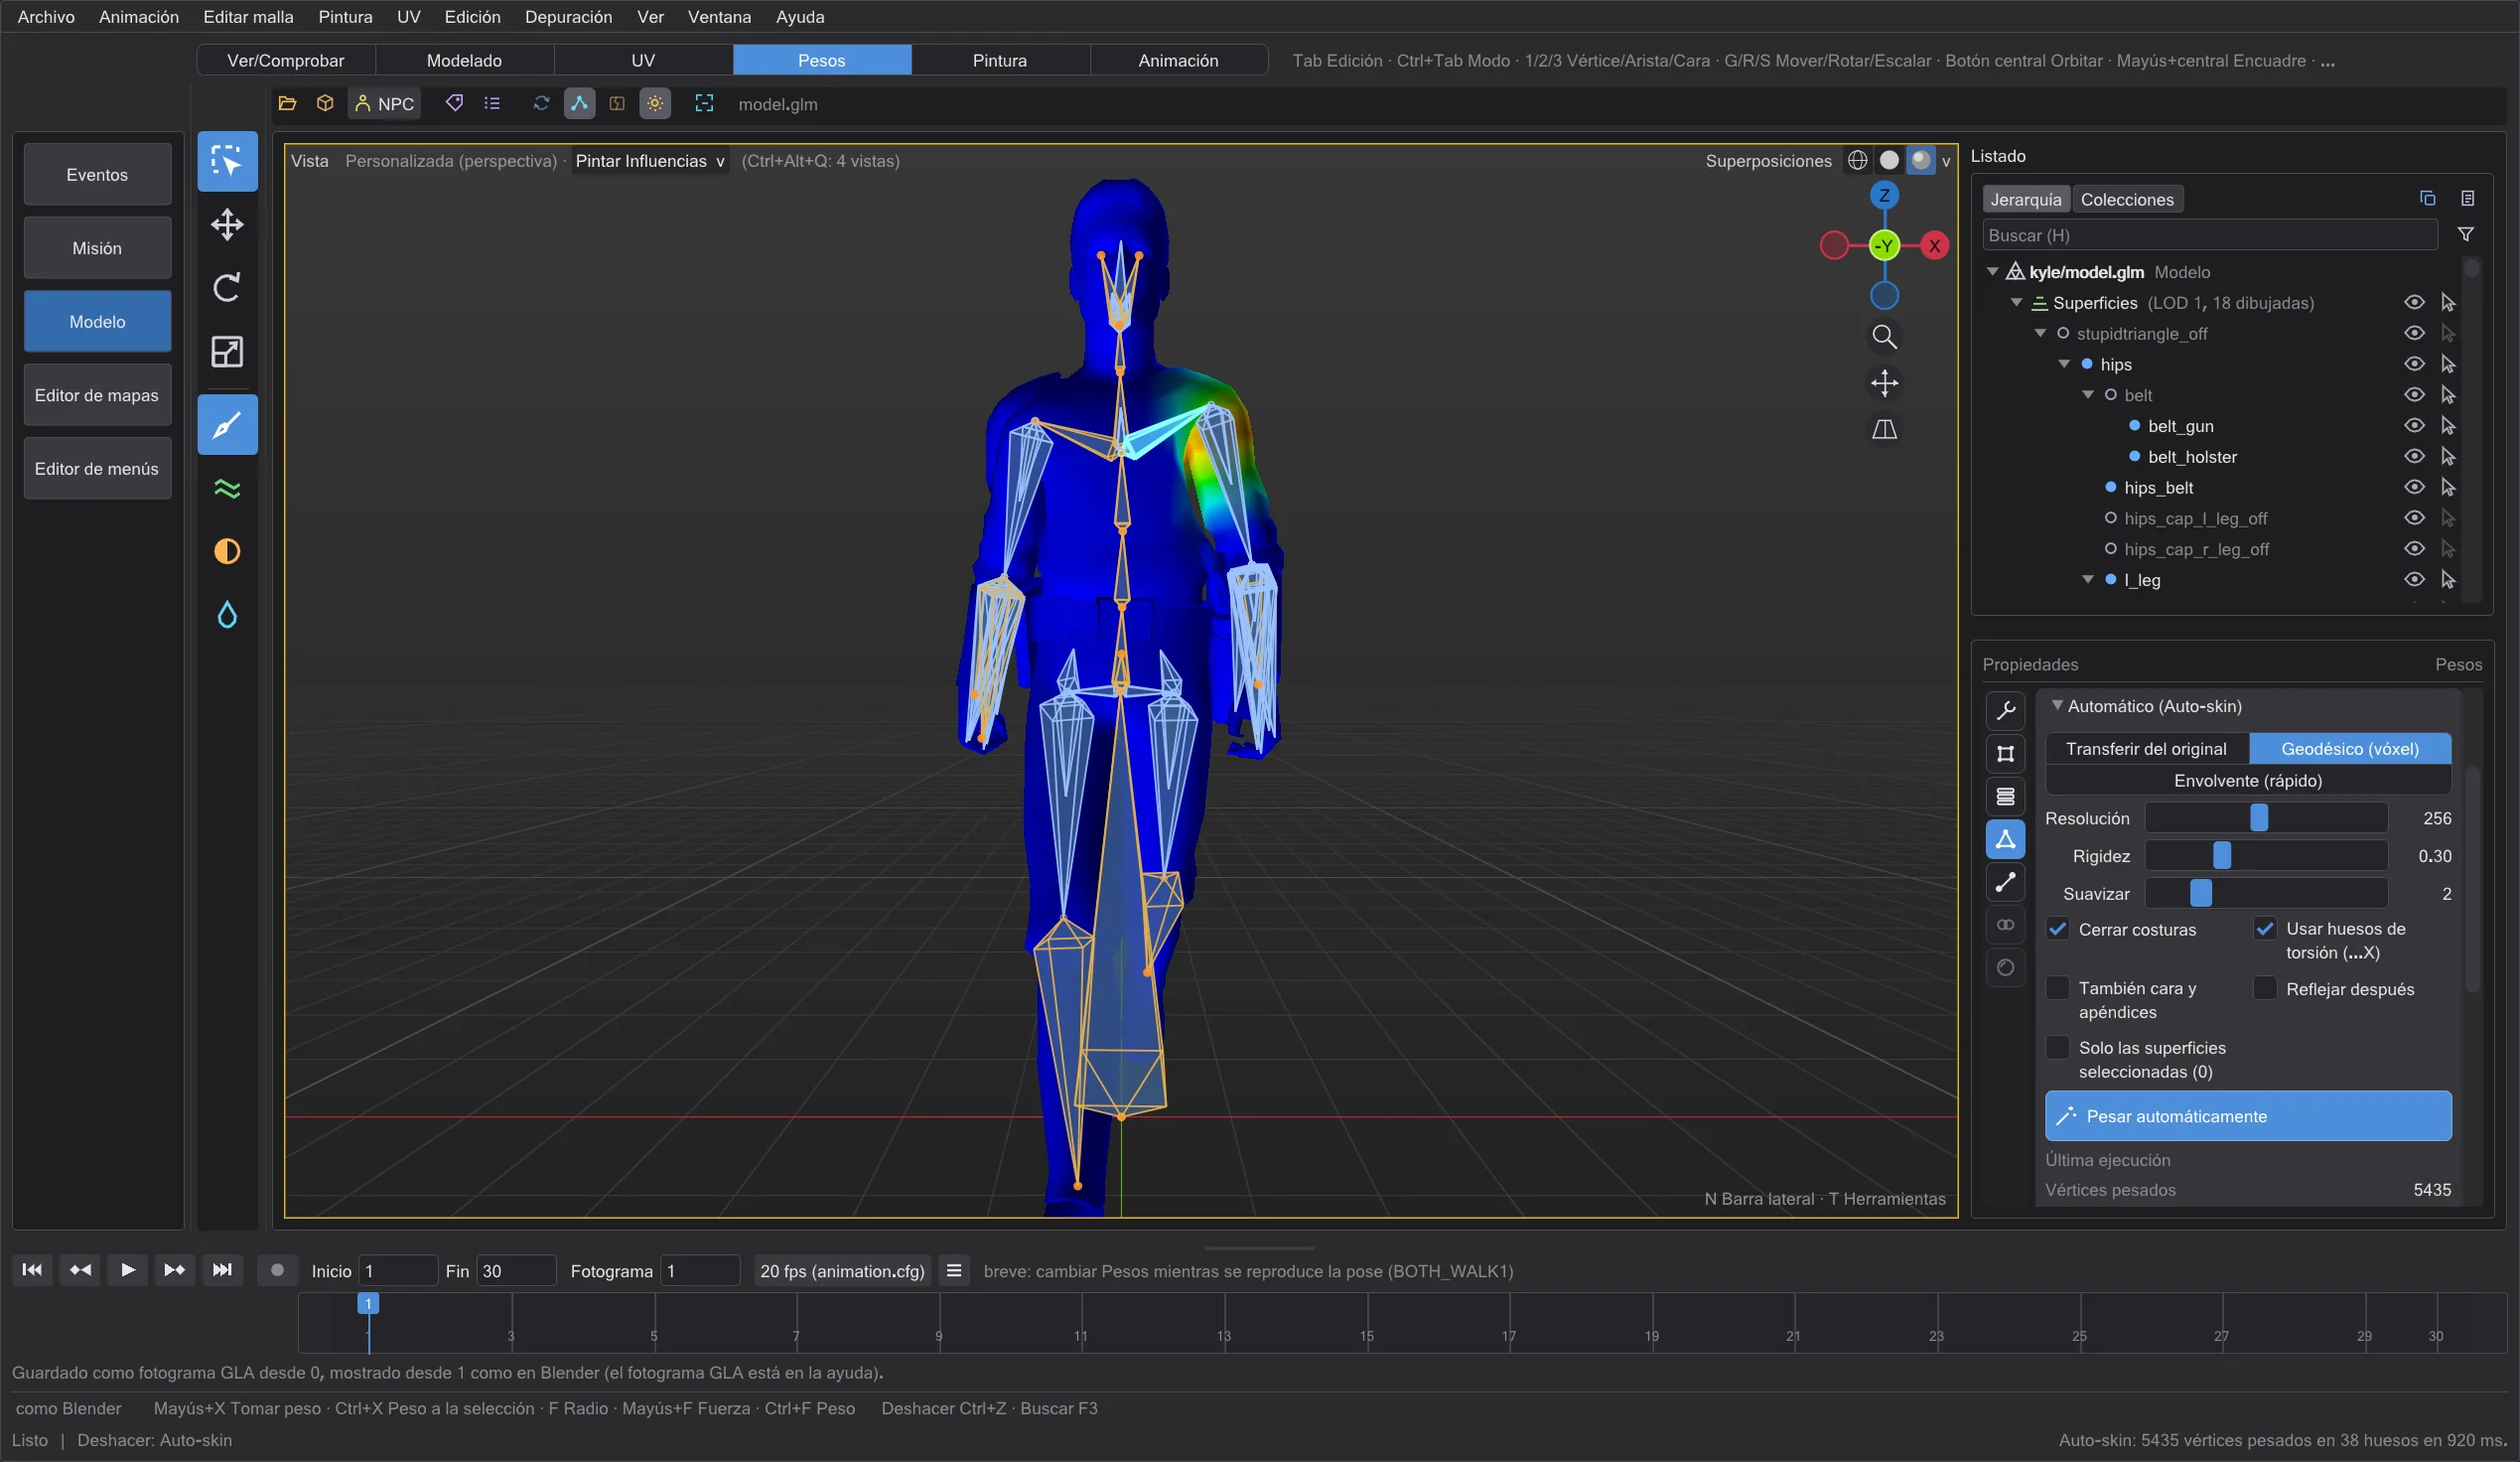 Archivo Animación Editar malla Pintura UV Edición Depuración Ver Ventana Ayuda
Ver/Comprobar Modelado UV Pesos Pintura Animación
Tab Edición · Ctrl+Tab Modo · 1/2/3 Vértice/Arista/Cara · G/R/S Mover/Rotar/Escalar · Botón central Orbitar · Mayús+central Encuadre · ...
NPC model.glm
Eventos
Misión
Modelo
Editor de mapas
Editor de menús
Vista Personalizada (perspectiva) · Pintar Influencias v (Ctrl+Alt+Q: 4 vistas)
Superposiciones v
Z
-Y
X
N Barra lateral · T Herramientas
Listado
Jerarquía Colecciones
Buscar (H)
kyle/model.glm Modelo
Superficies (LOD 1, 18 dibujadas)
stupidtriangle_off
hips
belt
belt_gun
belt_holster
hips_belt
hips_cap_l_leg_off
hips_cap_r_leg_off
l_leg
Propiedades Pesos
Automático (Auto-skin)
Transferir del original Geodésico (vóxel)
Envolvente (rápido)
Resolución 256
Rigidez 0.30
Suavizar 2
Cerrar costuras
Usar huesos de
torsión (...X)
También cara y
apéndices
Reflejar después
Solo las superficies
seleccionadas (0)
Pesar automáticamente
Última ejecución
Vértices pesados 5435
Inicio 1 Fin 30 Fotograma 1 20 fps (animation.cfg) breve: cambiar Pesos mientras se reproduce la pose (BOTH_WALK1)
1
1 3 5 7 9 11 13 15 17 19 21 23 25 27 29 30
Guardado como fotograma GLA desde 0, mostrado desde 1 como en Blender (el fotograma GLA está en la ayuda).
como Blender Mayús+X Tomar peso · Ctrl+X Peso a la selección · F Radio · Mayús+F Fuerza · Ctrl+F Peso Deshacer Ctrl+Z · Buscar F3
Listo | Deshacer: Auto-skin
Auto-skin: 5435 vértices pesados en 38 huesos en 920 ms.